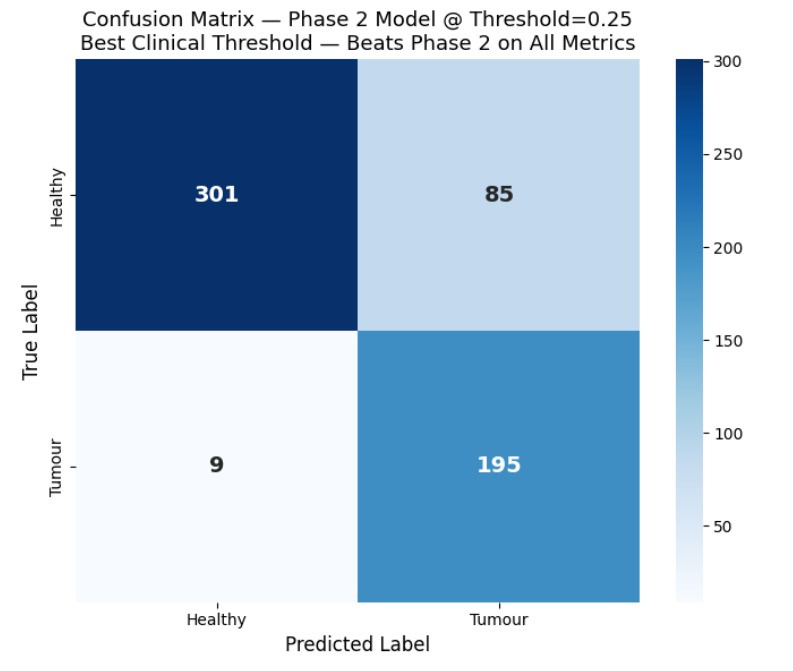 Confusion Matrix — Phase 2 Model @ Threshold=0.25
Best Clinical Threshold — Beats Phase 2 on All Metrics
300
250
200
150
100
50
True Label
Healthy
301
85
Tumour
9
195
Healthy
Tumour
Predicted Label